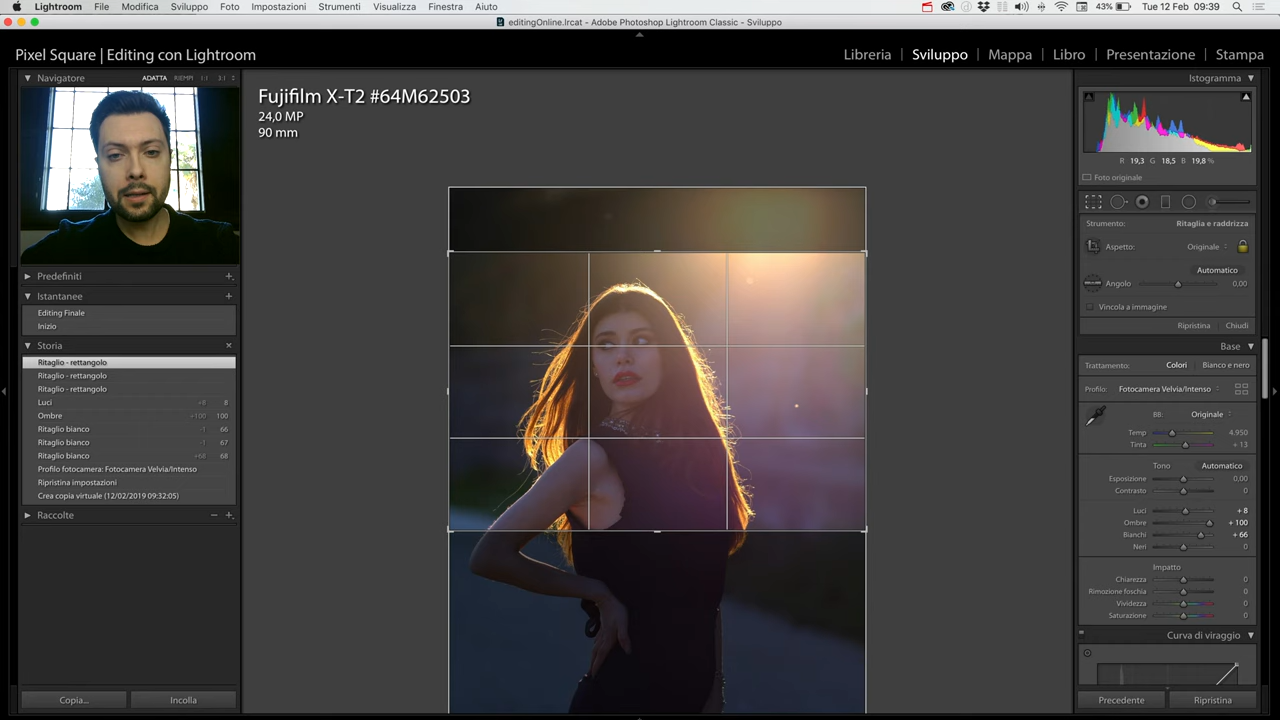 Lightroom File Modifica Sviluppo Foto Impostazioni Strumenti Visualizza Finestra Aiuto 43% Tue 12 Feb 09:39
editingOnline.lrcat - Adobe Photoshop Lightroom Classic - Sviluppo
Pixel Square | Editing con Lightroom
Libreria Sviluppo Mappa Libro Presentazione Stampa
Navigatore ADATTA RIEMPI 1:1 3:1
Predefiniti
Istantanee
Editing Finale
Inizio
Storia
Ritaglio - rettangolo
Ritaglio - rettangolo
Ritaglio - rettangolo
Luci +8 8
Ombre +100 100
Livello bianco -1 66
Livello bianco -1 67
Livello bianco +68 68
Profilo fotocamera: Fotocamera Velvia/Intenso
Ripristina impostazioni
Crea copia virtuale (12/02/2019 09:32:05)
Raccolte
Copia... Incolla
Fujifilm X-T2 #64M62503
24,0 MP
90 mm
Istogramma
R 19,3 G 18,5 B 19,8 %
Foto originale
Strumento: Ritaglia e raddrizza
Aspetto: Originale
Automatico
Angolo 0,00
Vincola a immagine
Ripristina Chiudi
Base
Trattamento: Colori Bianco e nero
Profilo: Fotocamera Velvia/Intenso
BB: Originale
Temp 4.950
Tinta + 13
Tono Automatico
Esposizione 0,00
Contrasto 0
Luci + 8
Ombre + 100
Bianchi + 66
Neri 0
Impatto
Chiarezza 0
Rimozione foschia 0
Vividezza 0
Saturazione 0
Curva di viraggio
Precedente Ripristina